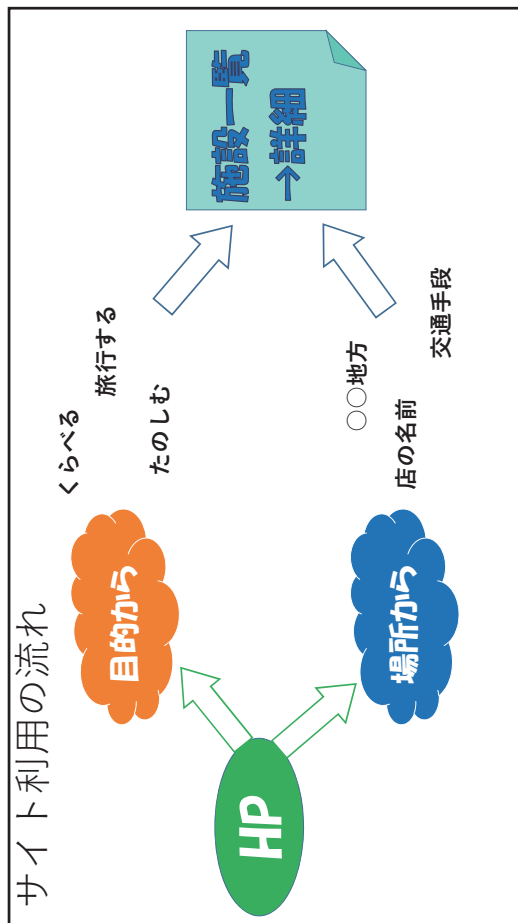 サイト利用の流れ
HP
目的から
くらべる
旅行する
たのしむ
場所から
○○地方
店の名前
交通手段
施設一覧
→詳細